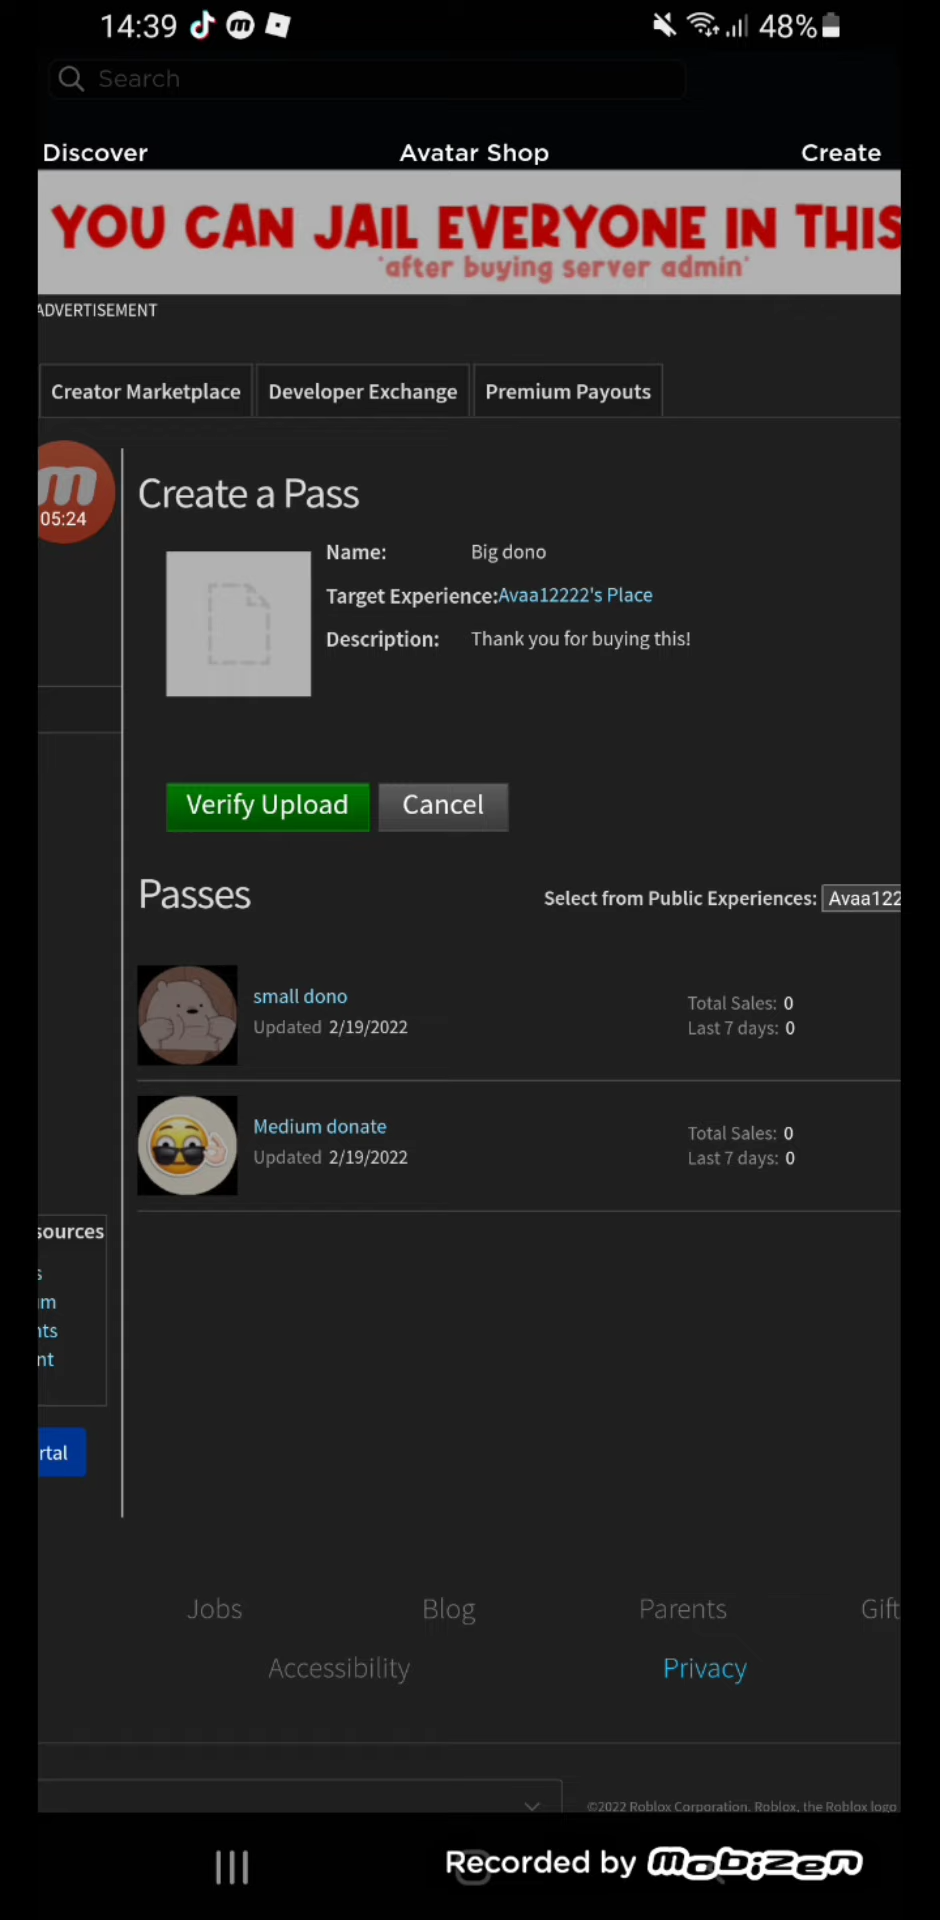 14:39
48%
Search
Discover
Avatar Shop
Create
YOU CAN JAIL EVERYONE IN THIS
'after buying server admin'
ADVERTISEMENT
Creator Marketplace
Developer Exchange
Premium Payouts
m
05:24
Create a Pass
Name: Big dono
Target Experience:Avaa12222's Place
Description: Thank you for buying this!
Verify Upload
Cancel
Passes
Select from Public Experiences: Avaa122
small dono
Updated 2/19/2022
Total Sales: 0
Last 7 days: 0
Medium donate
Updated 2/19/2022
Total Sales: 0
Last 7 days: 0
sources
s
m
nts
nt
rtal
Jobs
Blog
Parents
Gift
Accessibility
Privacy
©2022 Roblox Corporation. Roblox, the Roblox logo
Recorded by mobizen